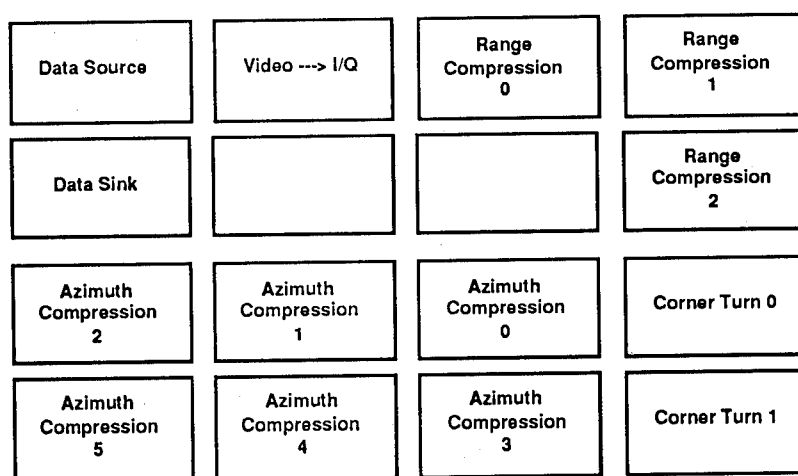 Data Source
Video ---> I/Q
Range
Compression
0
Range
Compression
1
Data Sink
Range
Compression
2
Azimuth
Compression
2
Azimuth
Compression
1
Azimuth
Compression
0
Corner Turn 0
Azimuth
Compression
5
Azimuth
Compression
4
Azimuth
Compression
3
Corner Turn 1